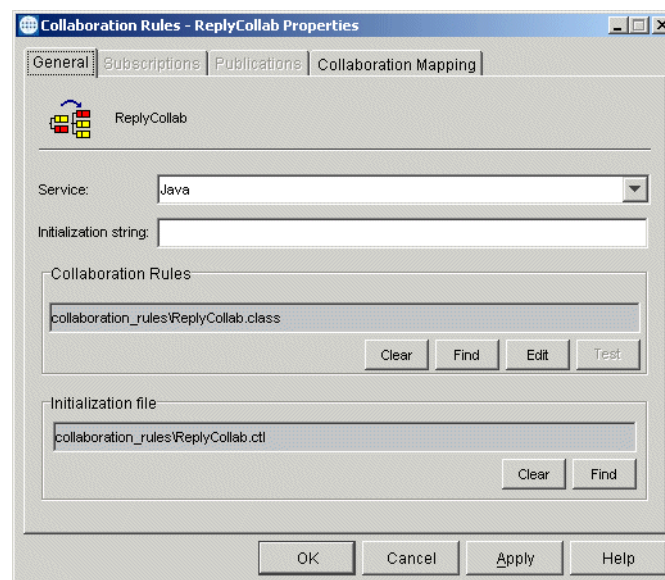 Collaboration Rules - ReplyCollab Properties
General Subscriptions Publications Collaboration Mapping
ReplyCollab
Service: Java
Initialization string:
Collaboration Rules
collaboration_rules\ReplyCollab.class
Clear Find Edit Test
Initialization file
collaboration_rules\ReplyCollab.ctl
Clear Find
OK Cancel Apply Help